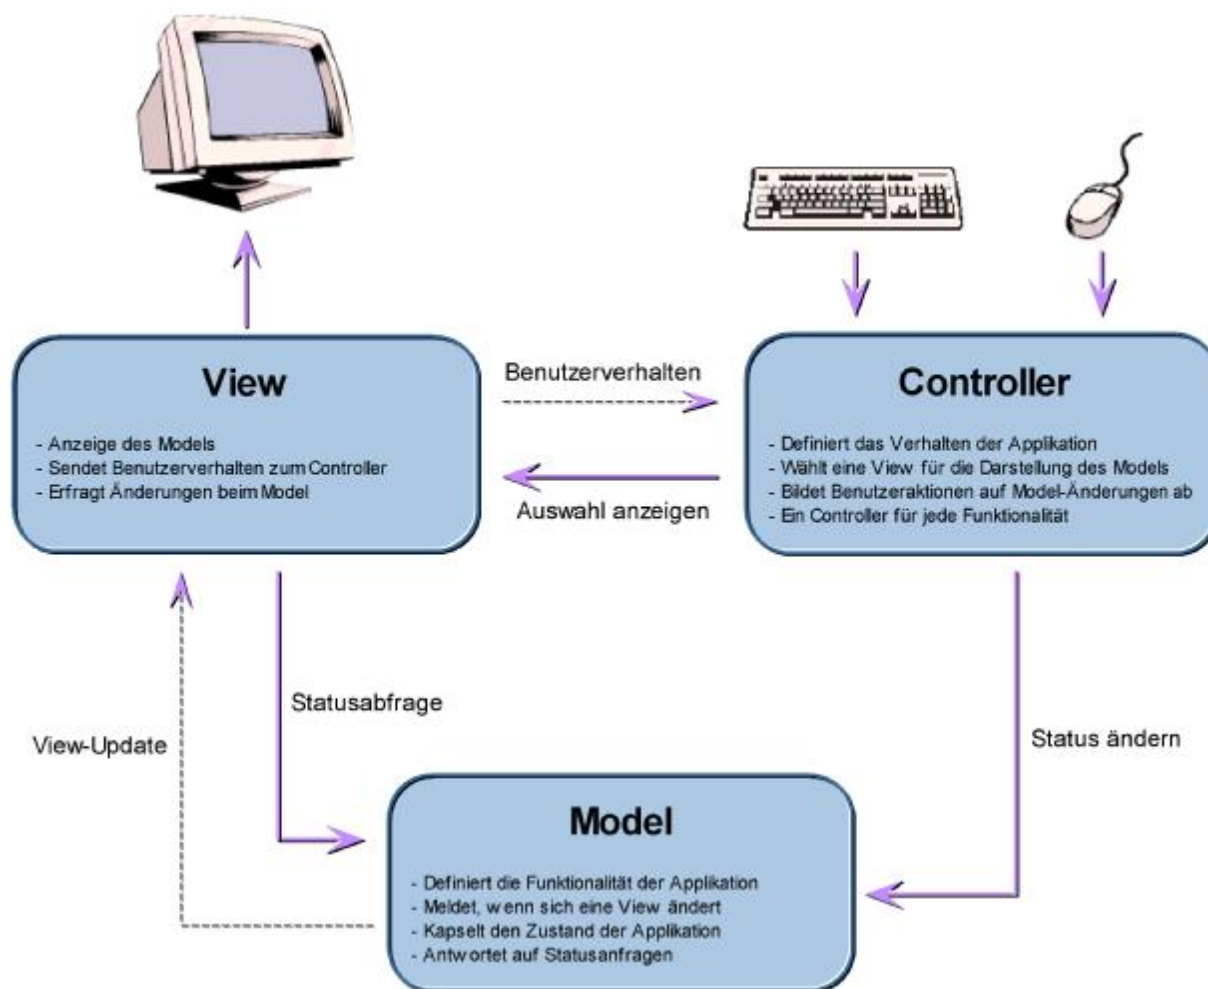 View
- Anzeige des Models
- Sendet Benutzerverhalten zum Controller
- Erfragt Änderungen beim Model
Benutzerverhalten
Auswahl anzeigen
Controller
- Definiert das Verhalten der Applikation
- Wählt eine View für die Darstellung des Models
- Bildet Benutzeraktionen auf Model-Änderungen ab
- Ein Controller für jede Funktionalität
Statusabfrage
View-Update
Status ändern
Model
- Definiert die Funktionalität der Applikation
- Meldet, wenn sich eine View ändert
- Kapselt den Zustand der Applikation
- Antwortet auf Statusanfragen